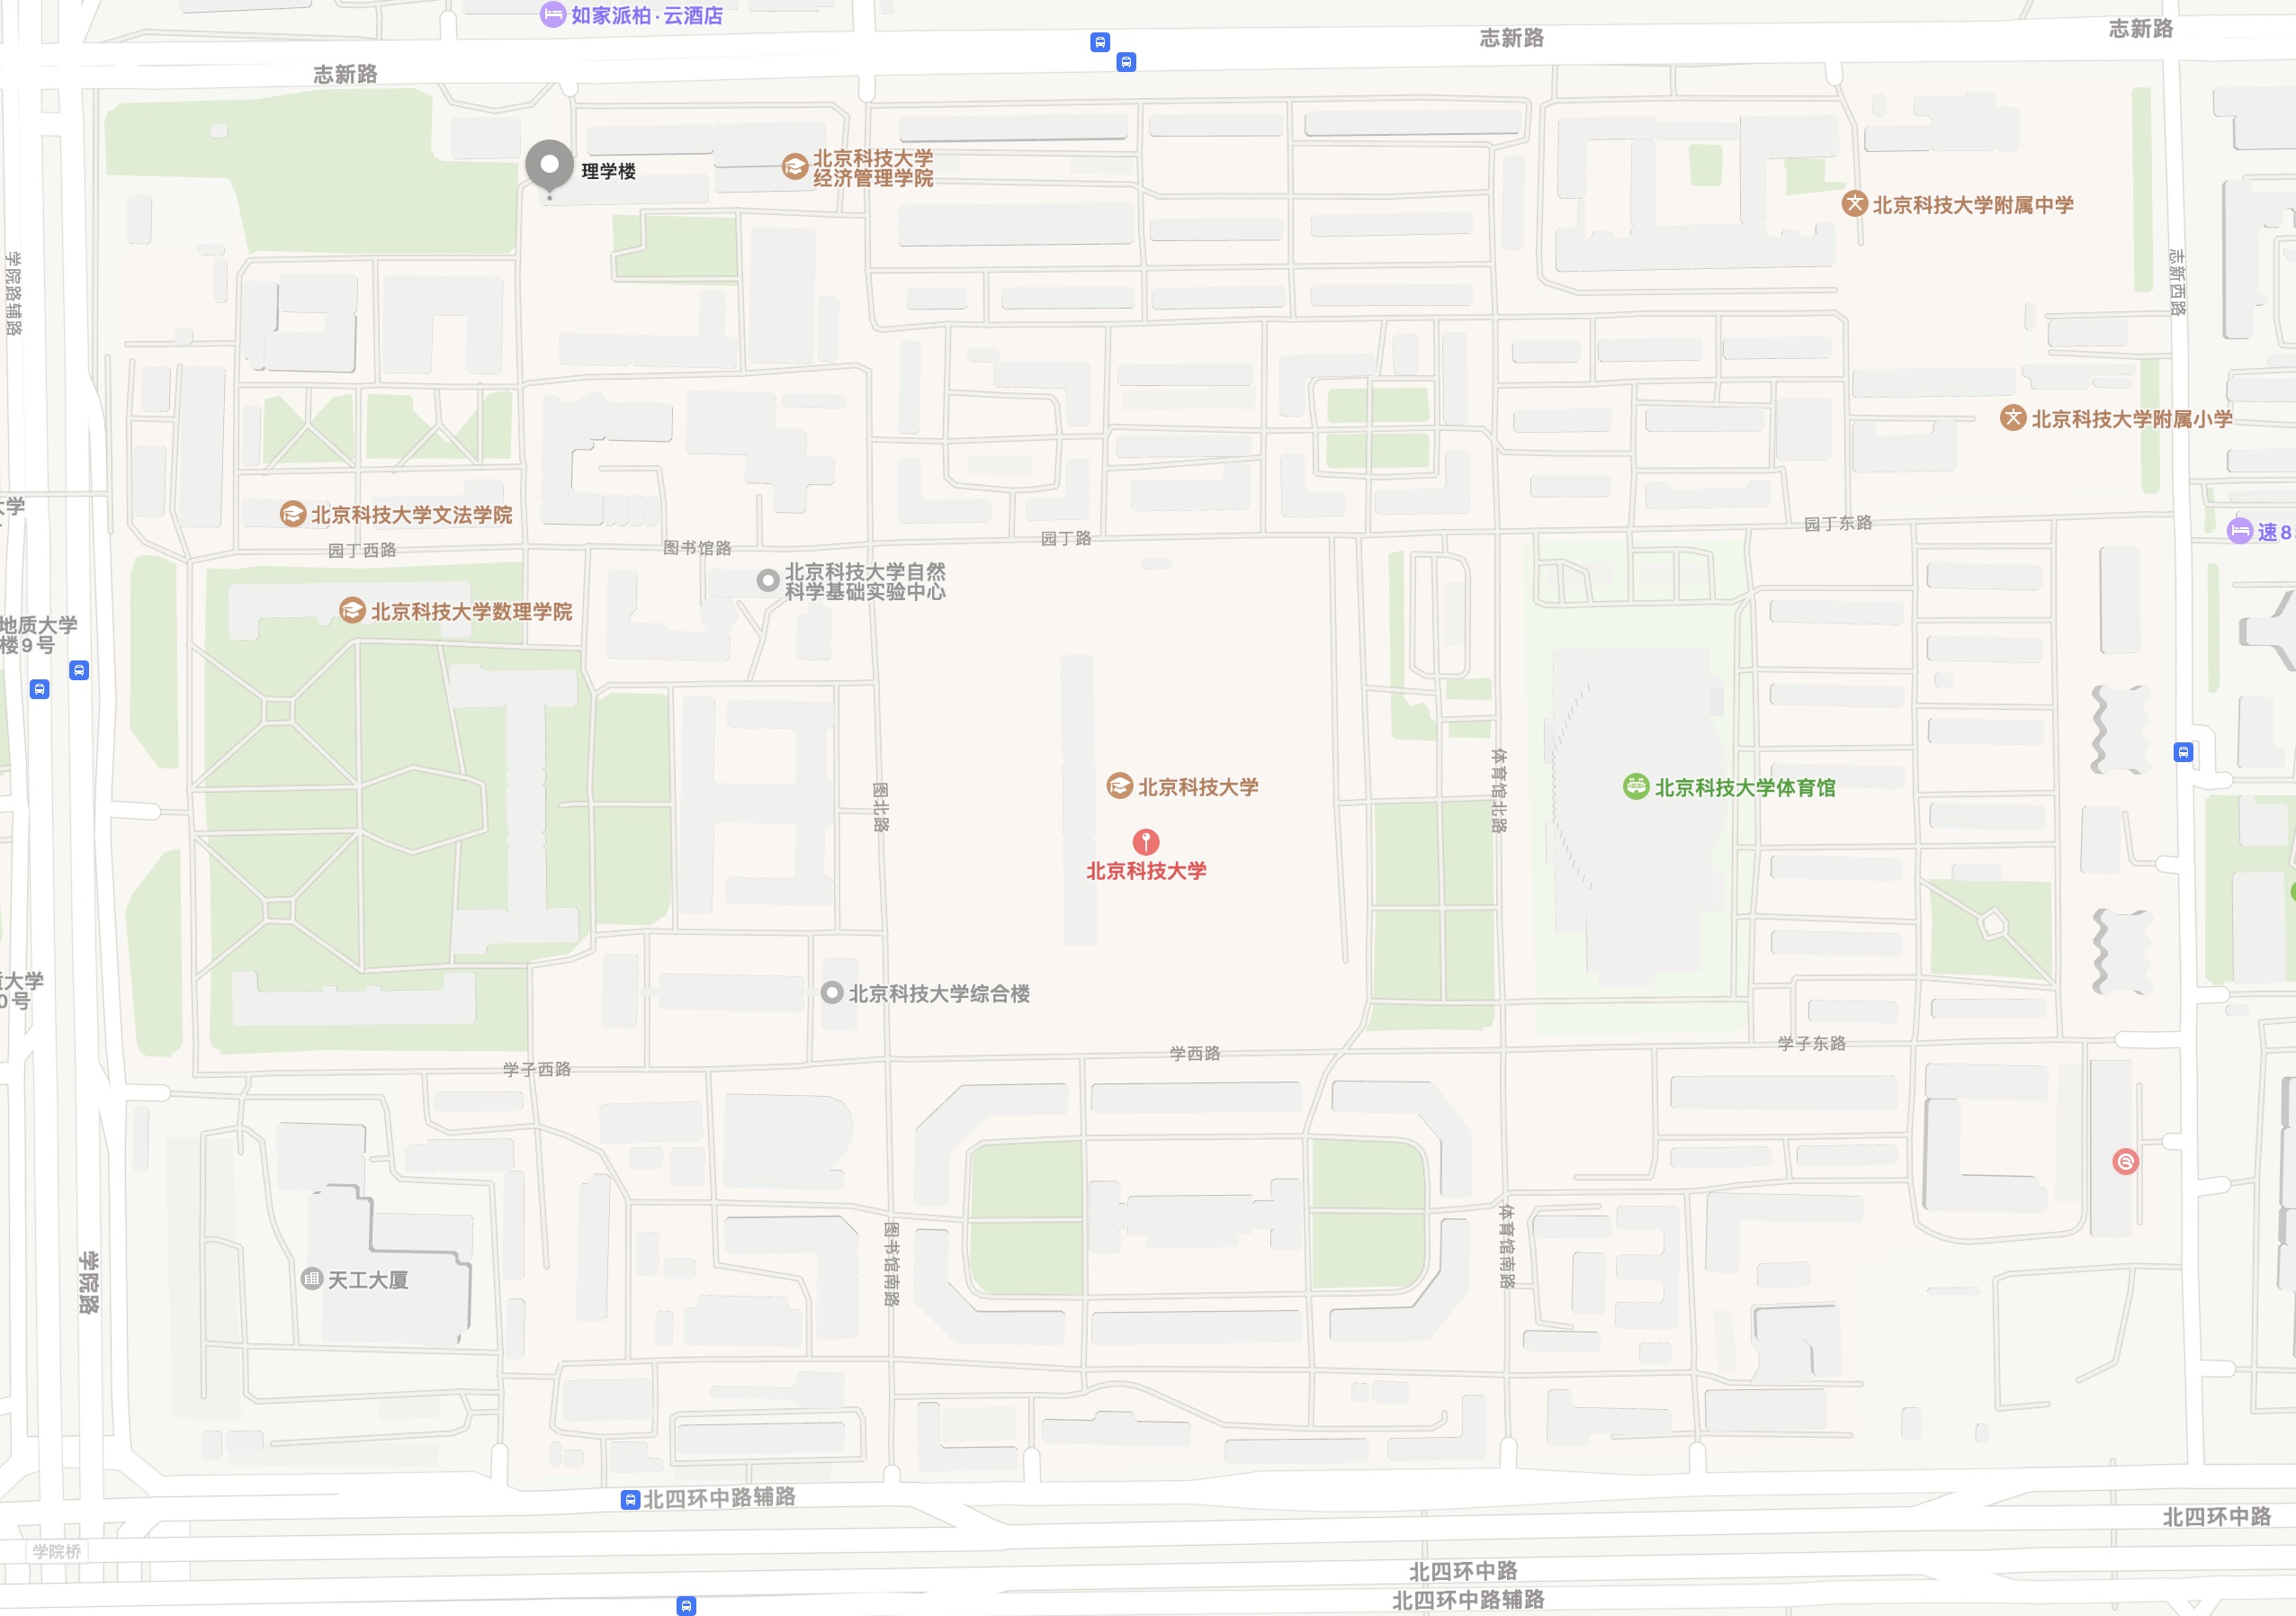 如家派柏·云酒店
志新路
志新路
志新路
理学楼
北京科技大学
经济管理学院
北京科技大学附属中学
学院路辅路
志新西路
北京科技大学附属小学
大学
北京科技大学文法学院
园丁西路
图书馆路
园丁路
园丁东路
速8
北京科技大学自然
科学基础实验中心
北京科技大学数理学院
地质大学
楼9号
图北路
北京科技大学
体育馆北路
北京科技大学体育馆
北京科技大学
大学
0号
北京科技大学综合楼
学子西路
学西路
学子东路
图书馆南路
体育馆南路
学院路
天工大厦
北四环中路辅路
北四环中路
学院桥
北四环中路
北四环中路辅路